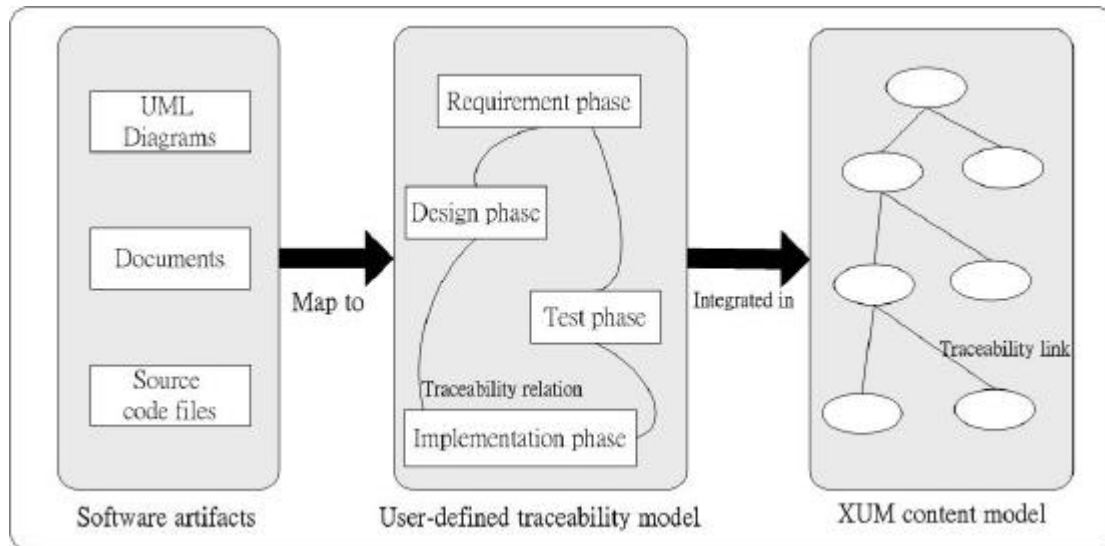 UML
Diagrams
Documents
Source
code files
Software artifacts
Map to
Requirement phase
Design phase
Test phase
Traceability relation
Implementation phase
User-defined traceability model
Integrated in
Traceability link
XUM content model